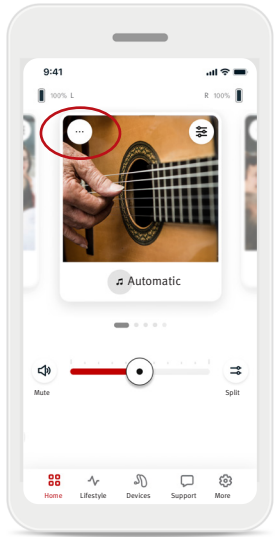 9:41
100% L
R 100%
Automatic
Mute
Split
Home
Lifestyle
Devices
Support
More